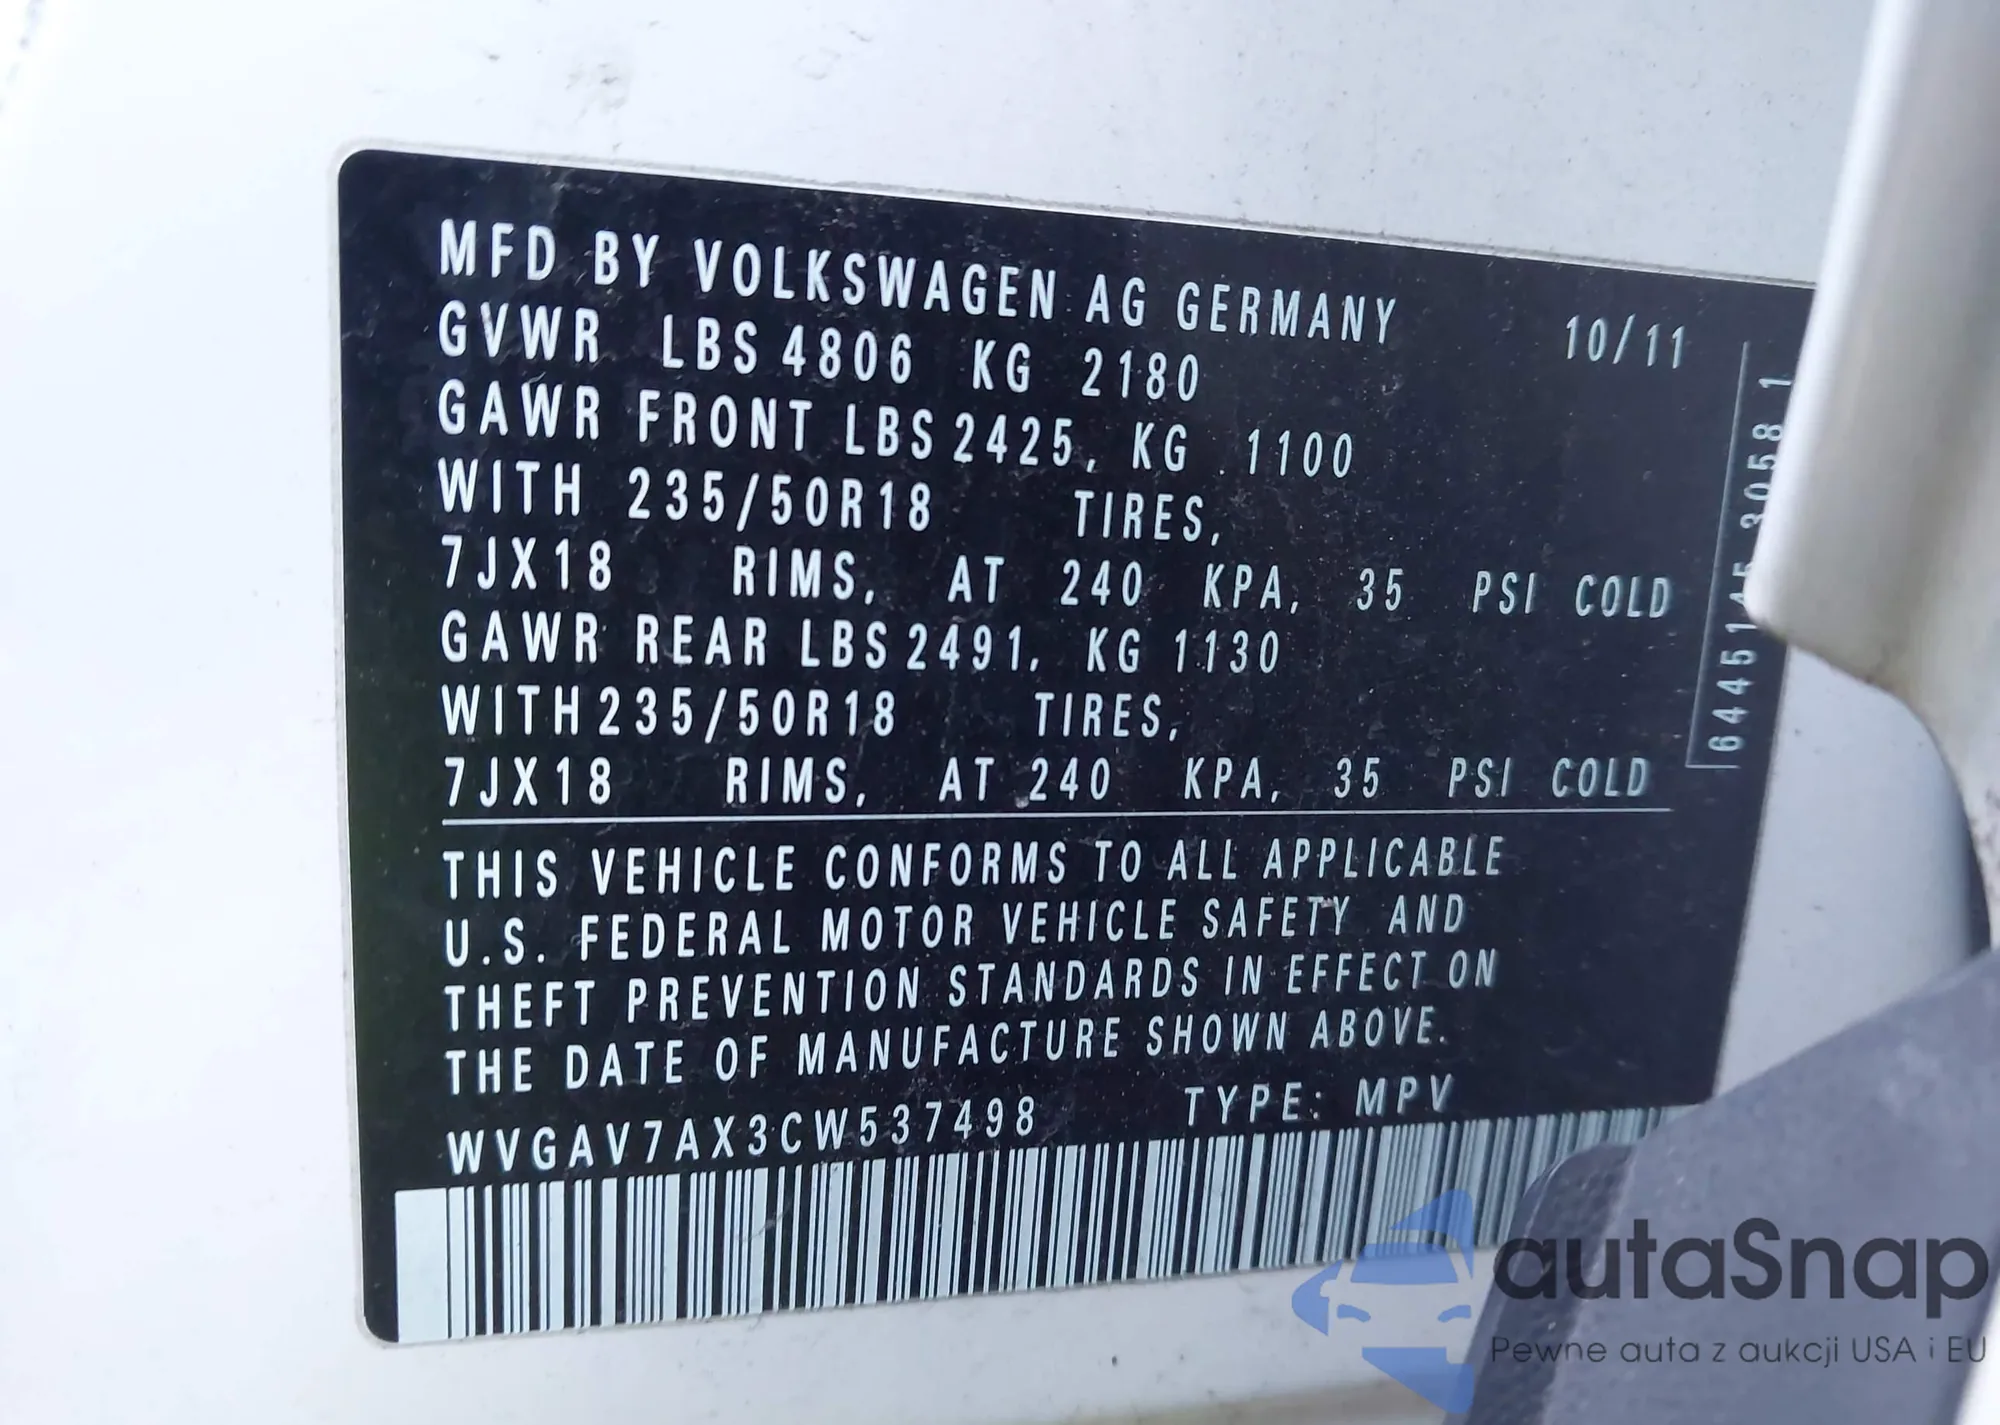 MFD BY VOLKSWAGEN AG GERMANY 10/11
GVWR LBS 4806 KG 2180
GAWR FRONT LBS 2425, KG 1100
WITH 235/50R18 TIRES,
7JX18 RIMS, AT 240 KPA, 35 PSI COLD
GAWR REAR LBS 2491, KG 1130
WITH 235/50R18 TIRES,
7JX18 RIMS, AT 240 KPA, 35 PSI COLD
THIS VEHICLE CONFORMS TO ALL APPLICABLE
U.S. FEDERAL MOTOR VEHICLE SAFETY AND
THEFT PREVENTION STANDARDS IN EFFECT ON
THE DATE OF MANUFACTURE SHOWN ABOVE.
WVGAV7AX3CW537498 TYPE: MPV
autaSnap
Pewne auta z aukcji USA i EU